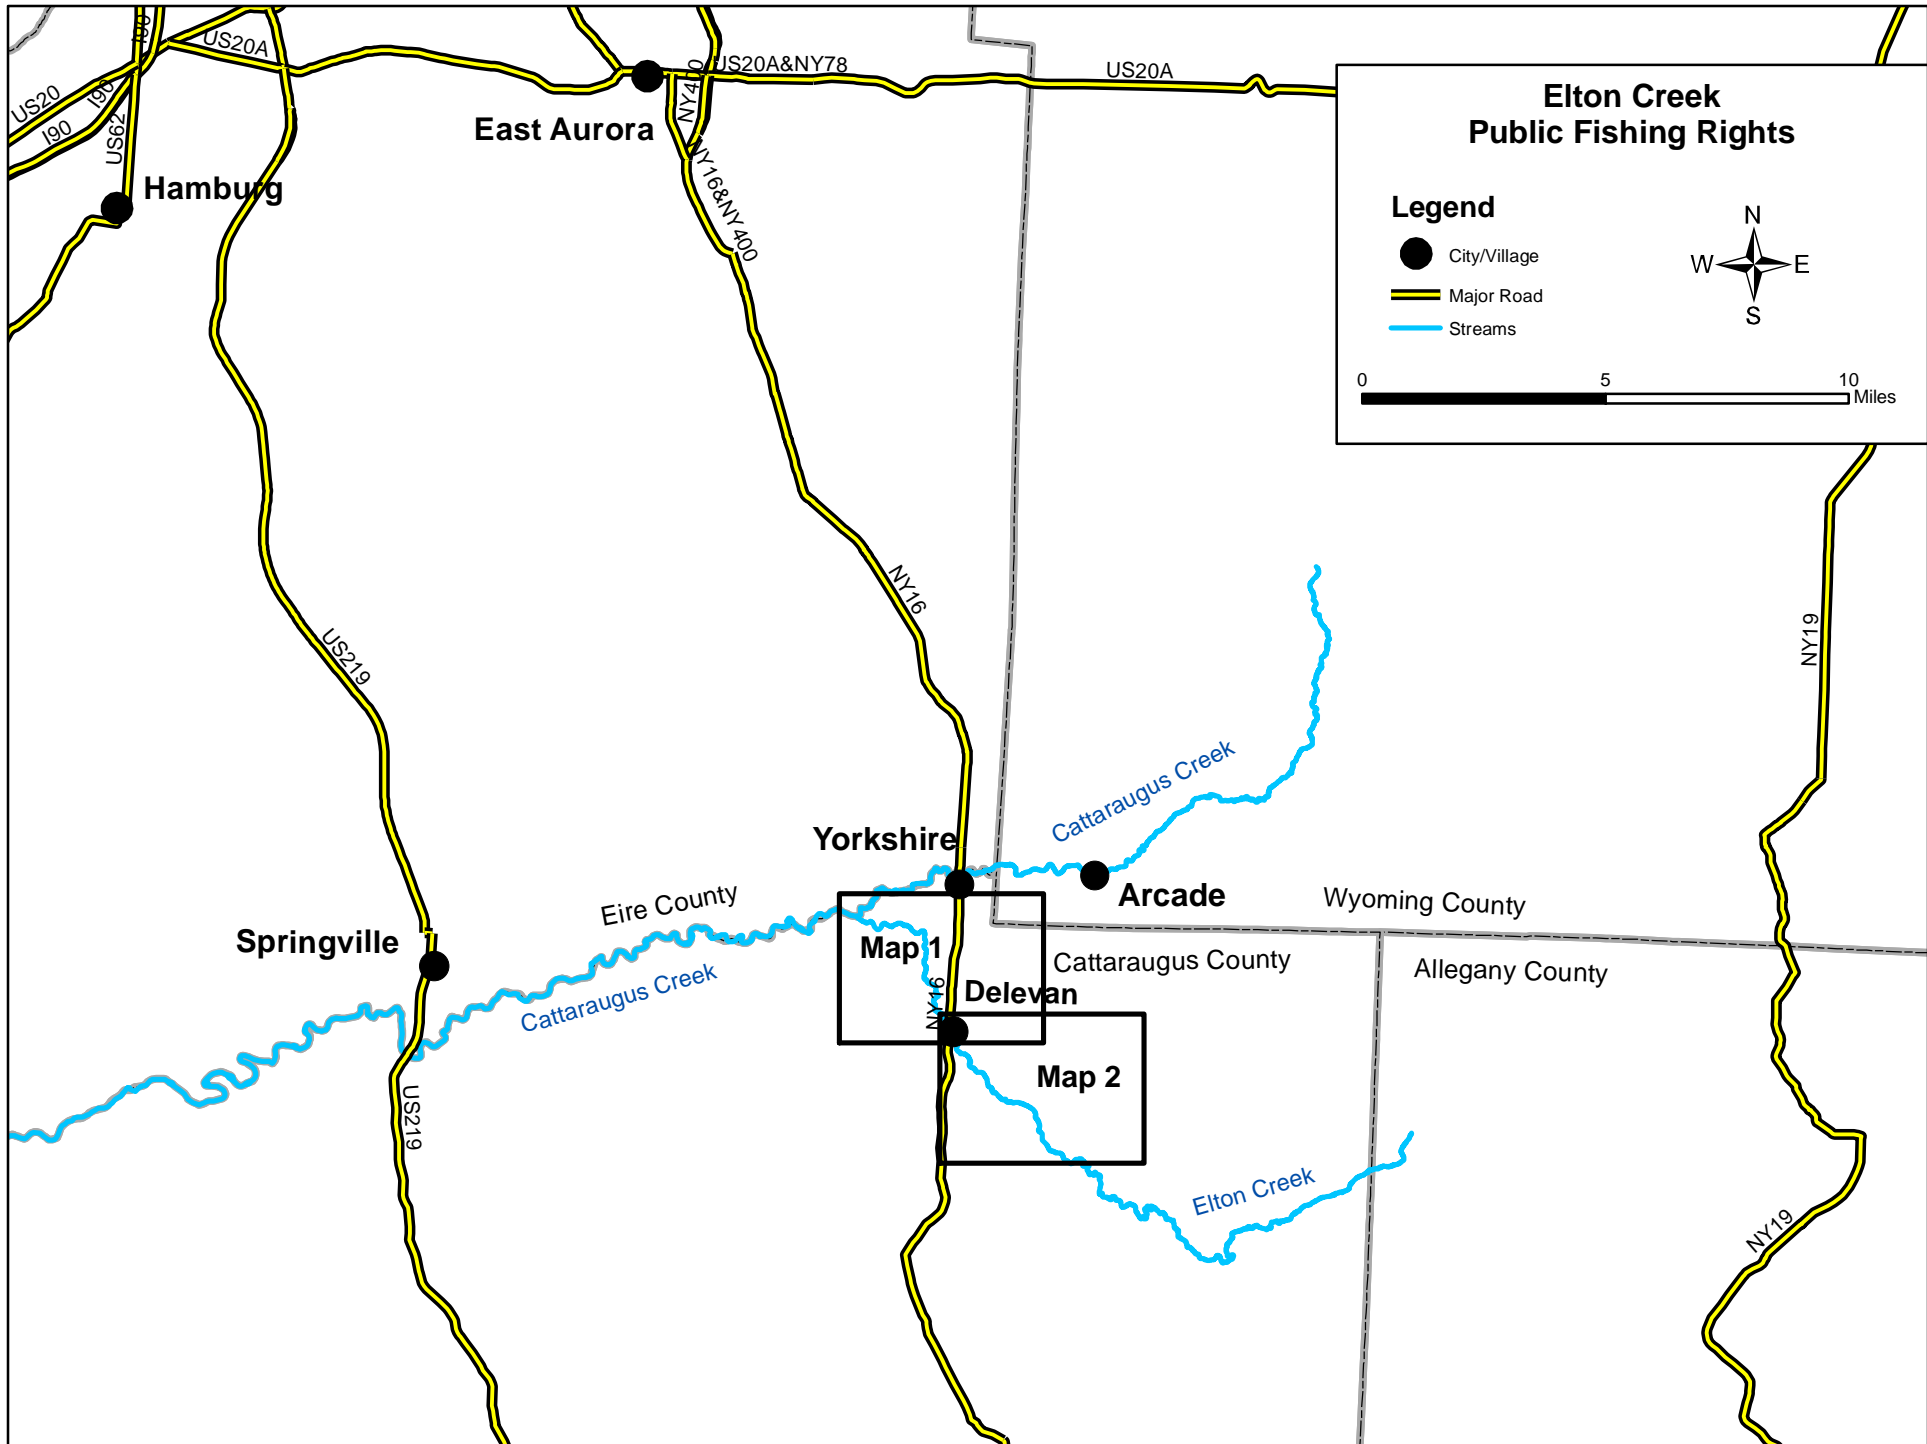 I90
US20A
US20
I90
I90
US62
Hamburg
East Aurora
NY400
US20A&NY78
US20A
NY16&NY400
Elton Creek
Public Fishing Rights
Legend
City/Village
Major Road
Streams
N
W E
S
0 5 10
Miles
NY16
US219
NY19
Cattaraugus Creek
Yorkshire
Arcade
Eire County
Wyoming County
Springville
Map 1
Cattaraugus County
Allegany County
Cattaraugus Creek
NY16
Delevan
Map 2
US219
Elton Creek
NY19